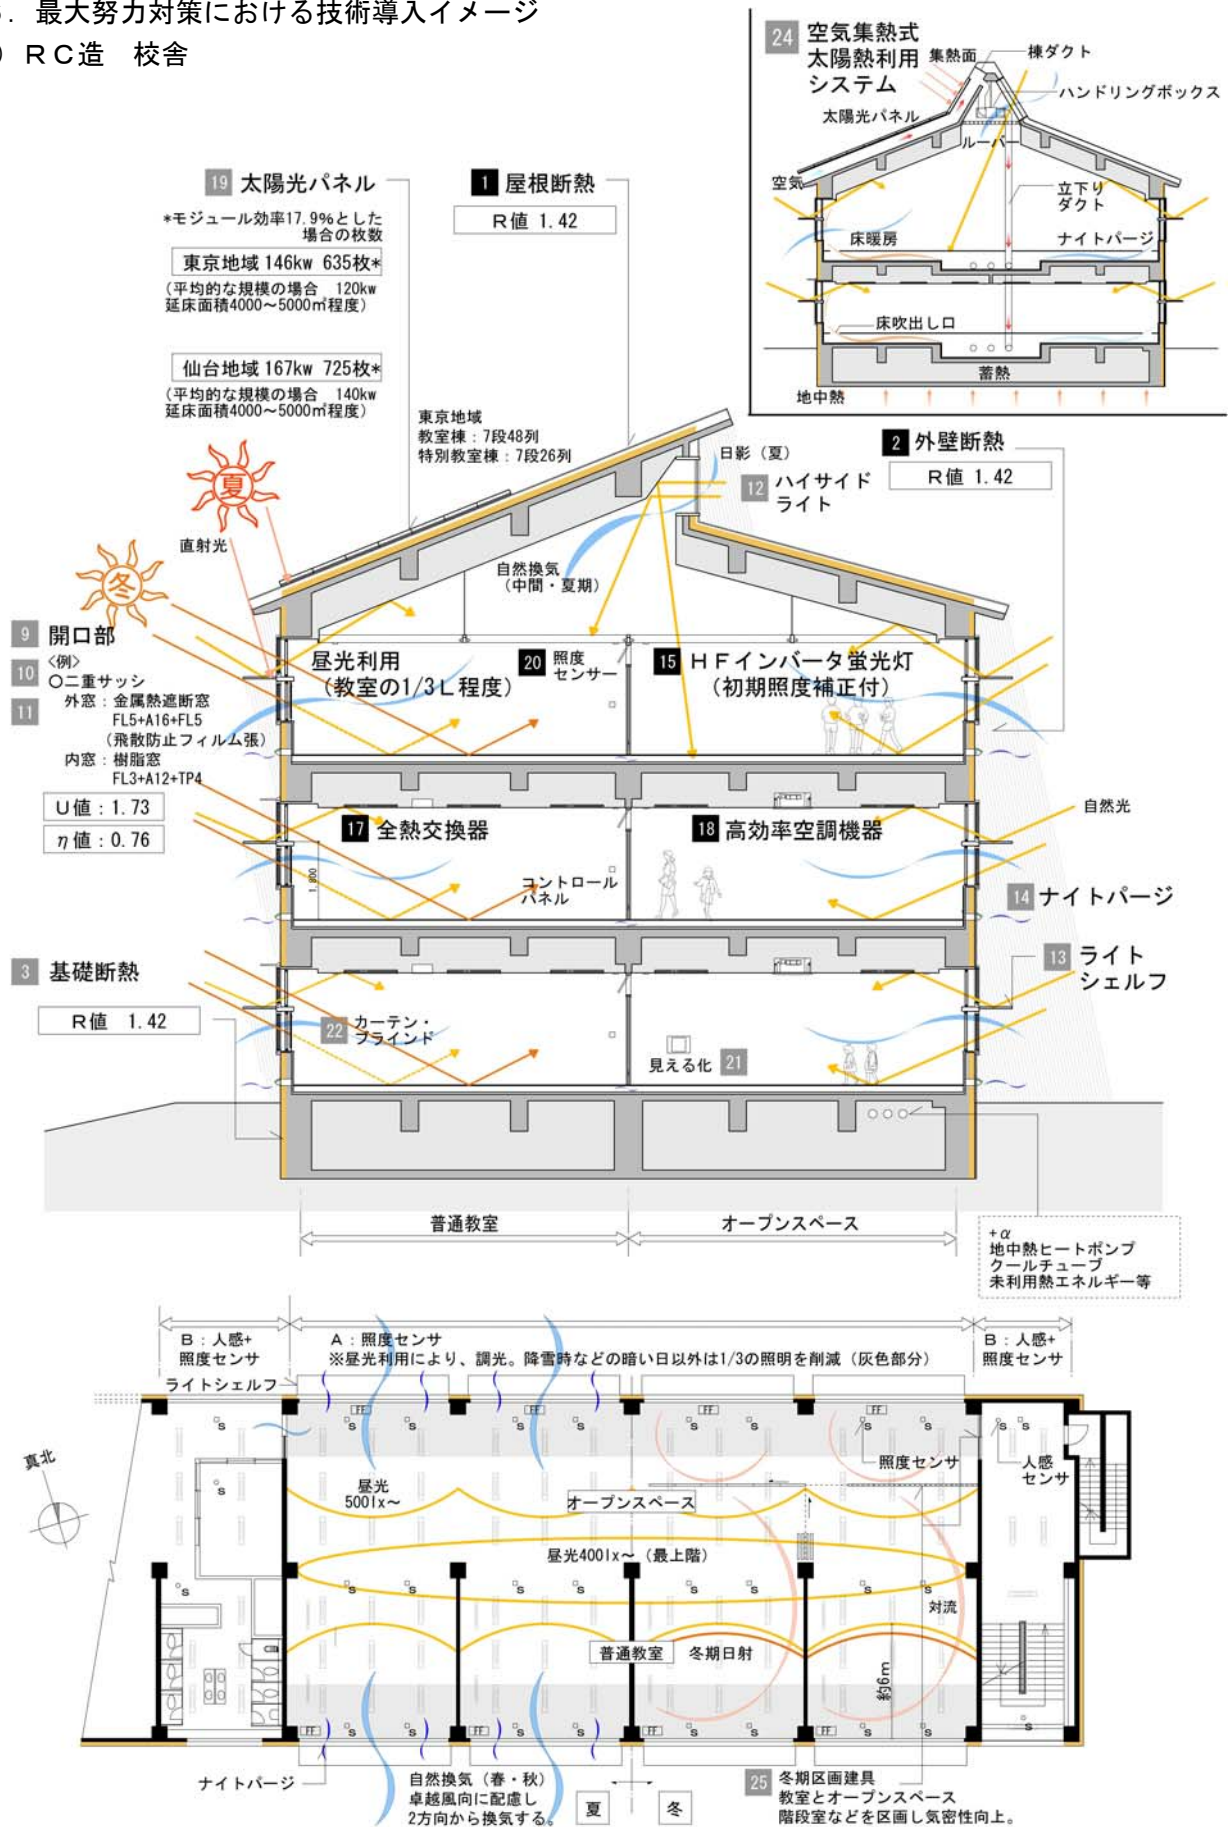 ．最大努力対策における技術導入イメージ
）ＲＣ造　校舎
24 空気集熱式
太陽熱利用
システム
集熱面
棟ダクト
ハンドリングボックス
太陽光パネル
ルーバー
空気
立下り
ダクト
床暖房
ナイトパージ
床吹出し口
蓄熱
地中熱
19 太陽光パネル
*モジュール効率17.9%とした
場合の枚数
東京地域 146kw 635枚*
（平均的な規模の場合　120kw
延床面積4000～5000㎡程度）
仙台地域 167kw 725枚*
（平均的な規模の場合　140kw
延床面積4000～5000㎡程度）
1 屋根断熱
R値 1.42
東京地域
教室棟：7段48列
特別教室棟：7段26列
日影（夏）
2 外壁断熱
R値 1.42
12 ハイサイド
ライト
夏
直射光
冬
自然換気
（中間・夏期）
9 開口部
10 〈例〉
○二重サッシ
11 外窓：金属熱遮断窓
FL5+A16+FL5
（飛散防止フィルム張）
内窓：樹脂窓
FL3+A12+TP4
U値：1.73
η値：0.76
昼光利用
（教室の1/3Ｌ程度）
20 照度
センサー
15 ＨＦインバータ蛍光灯
（初期照度補正付）
自然光
17 全熱交換器
18 高効率空調機器
1,800
コントロール
パネル
14 ナイトパージ
13 ライト
シェルフ
3 基礎断熱
R値 1.42
22 カーテン・
ブラインド
見える化 21
普通教室
オープンスペース
+α
地中熱ヒートポンプ
クールチューブ
未利用熱エネルギー等
B：人感+
照度センサ
A：照度センサ
※昼光利用により、調光。降雪時などの暗い日以外は1/3の照明を削減（灰色部分）
B：人感+
照度センサ
ライトシェルフ
FF
FF
FF
FF
S
S
S
S
S
S
S
S
S
S
S
真北
照度センサ
人感
センサ
S
昼光
500lx～
オープンスペース
昼光400lx～（最上階）
S
S
S
S
S
S
S
S
S
対流
普通教室
冬期日射
約6m
FF
FF
FF
FF
S
S
S
S
S
S
S
S
S
ナイトパージ
自然換気（春・秋）
卓越風向に配慮し
2方向から換気する。
夏
冬
25 冬期区画建具
教室とオープンスペース
階段室などを区画し気密性向上。